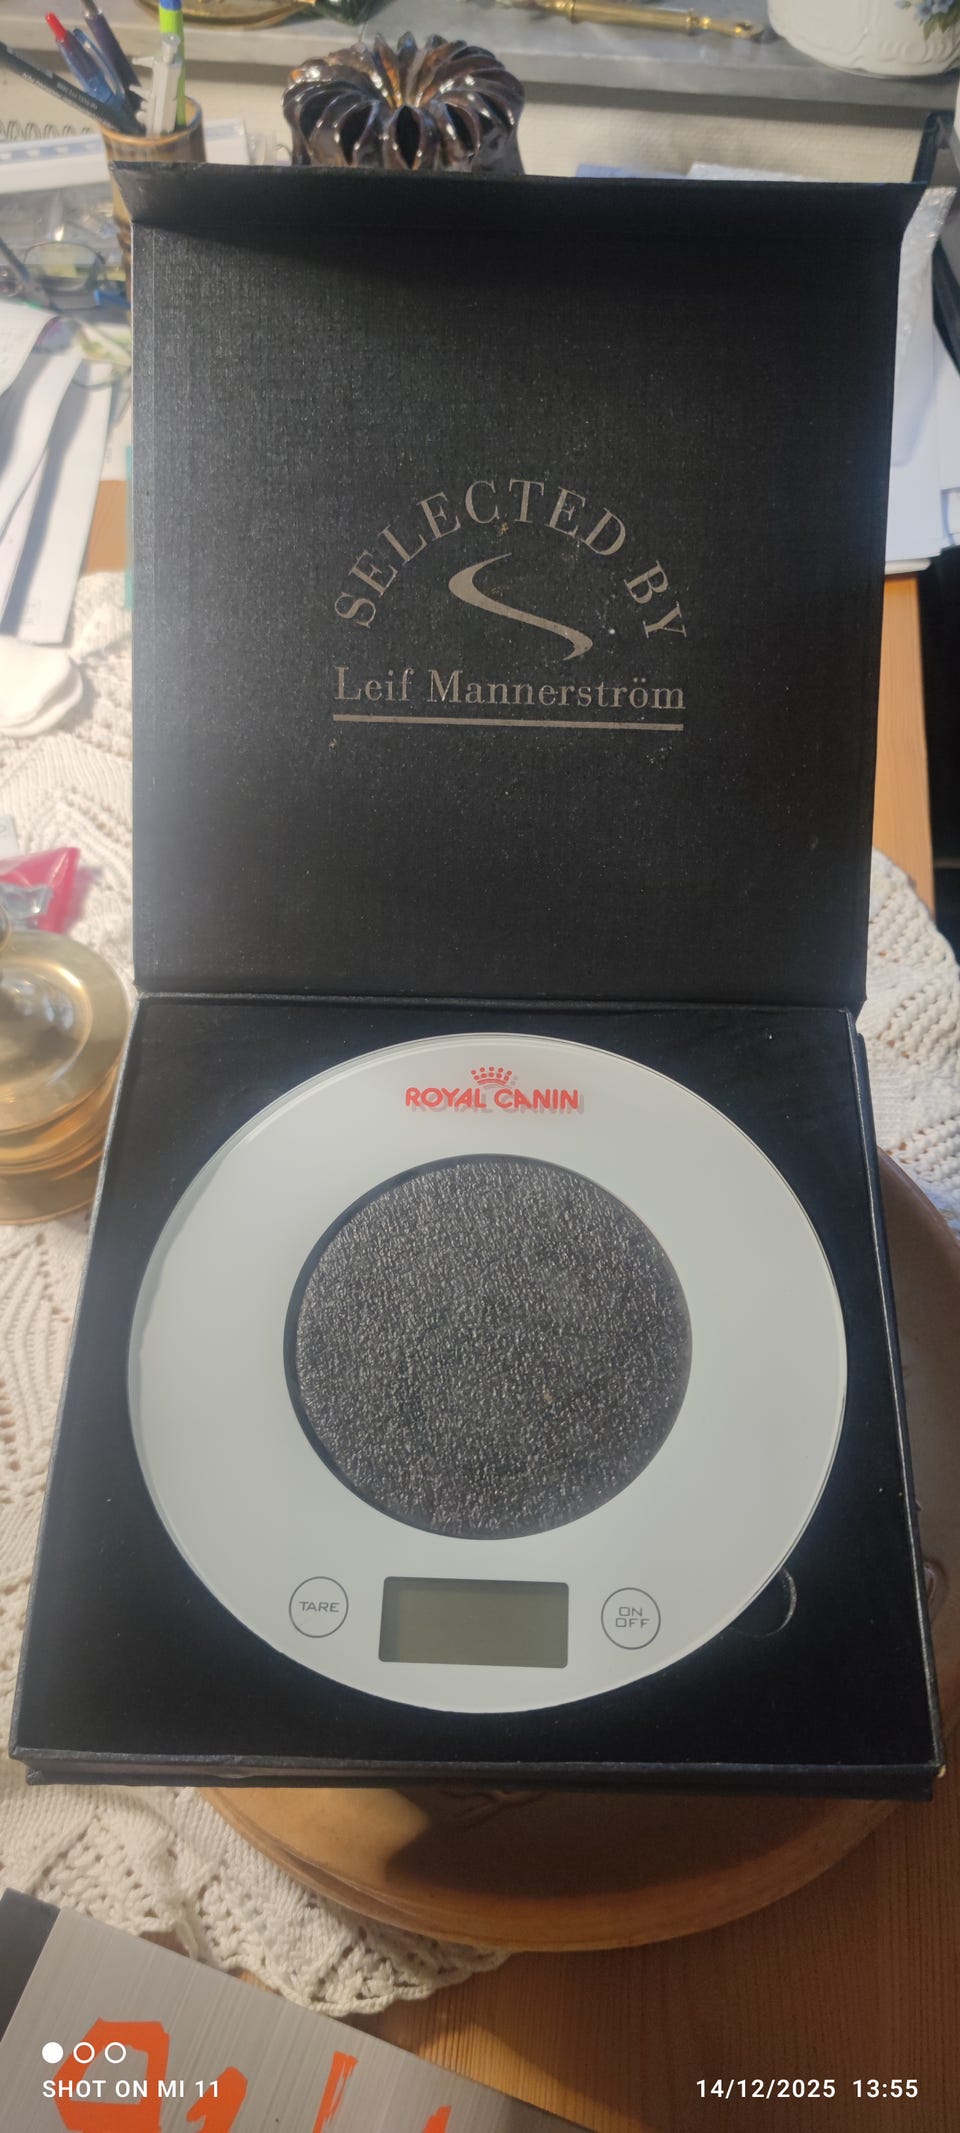 SELECTED BY
Leif Mannerström
ROYAL CANIN
TARE
ON
OFF
SHOT ON MI 11
14/12/2025 13:55